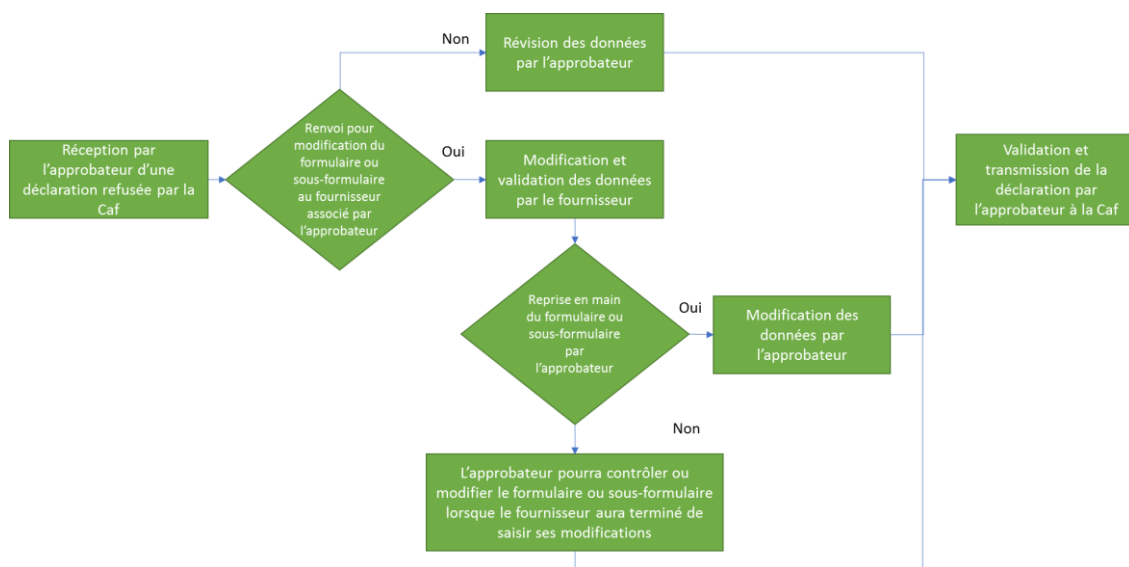 Réception par
l’approbateur d’une
déclaration refusée par la
Caf
Renvoi pour
modification du
formulaire ou
sous-formulaire
au fournisseur
associé par
l’approbateur
Non
Révision des données
par l’approbateur
Oui
Modification et
validation des données
par le fournisseur
Reprise en main
du formulaire ou
sous-formulaire
par
l’approbateur
Oui
Modification des
données par
l’approbateur
Non
L’approbateur pourra contrôler ou
modifier le formulaire ou sous-formulaire
lorsque le fournisseur aura terminé de
saisir ses modifications
Validation et
transmission de la
déclaration par
l’approbateur à la Caf